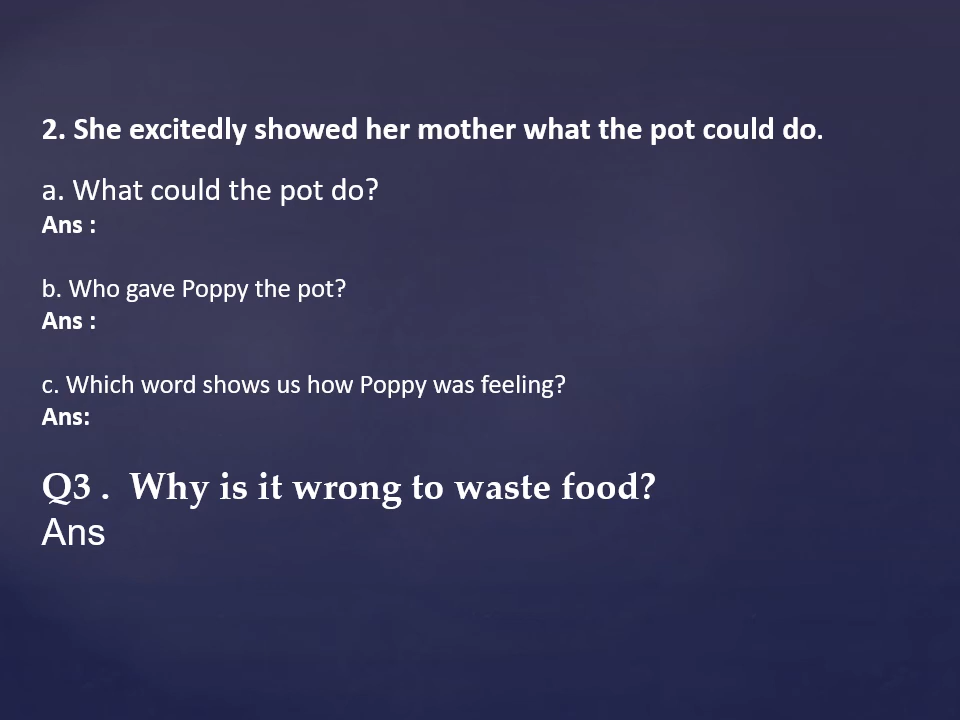 2. She excitedly showed her mother what the pot could do.
a. What could the pot do?
Ans :
b. Who gave Poppy the pot?
Ans :
c. Which word shows us how Poppy was feeling?
Ans:
Q3 .  Why is it wrong to waste food?
Ans